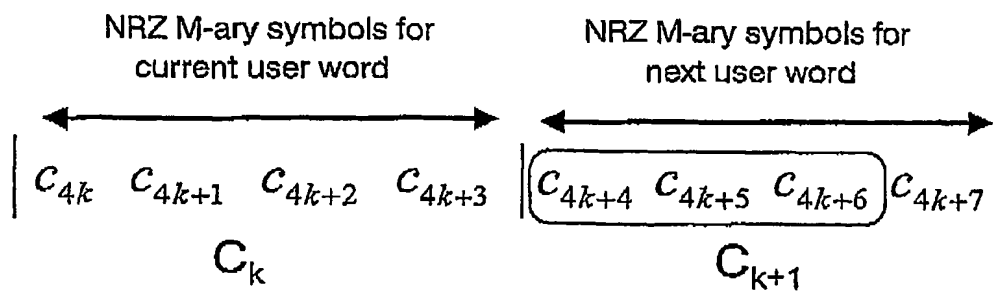 NRZ M-ary symbols for
current user word
NRZ M-ary symbols for
next user word
C4k C4k+1 C4k+2 C4k+3 C4k+4 C4k+5 C4k+6 C4k+7
Ck Ck+1